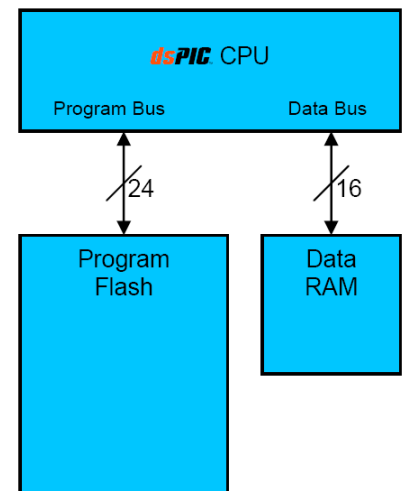 dsPIC. CPU
Program Bus Data Bus
24 16
Program Data
Flash RAM